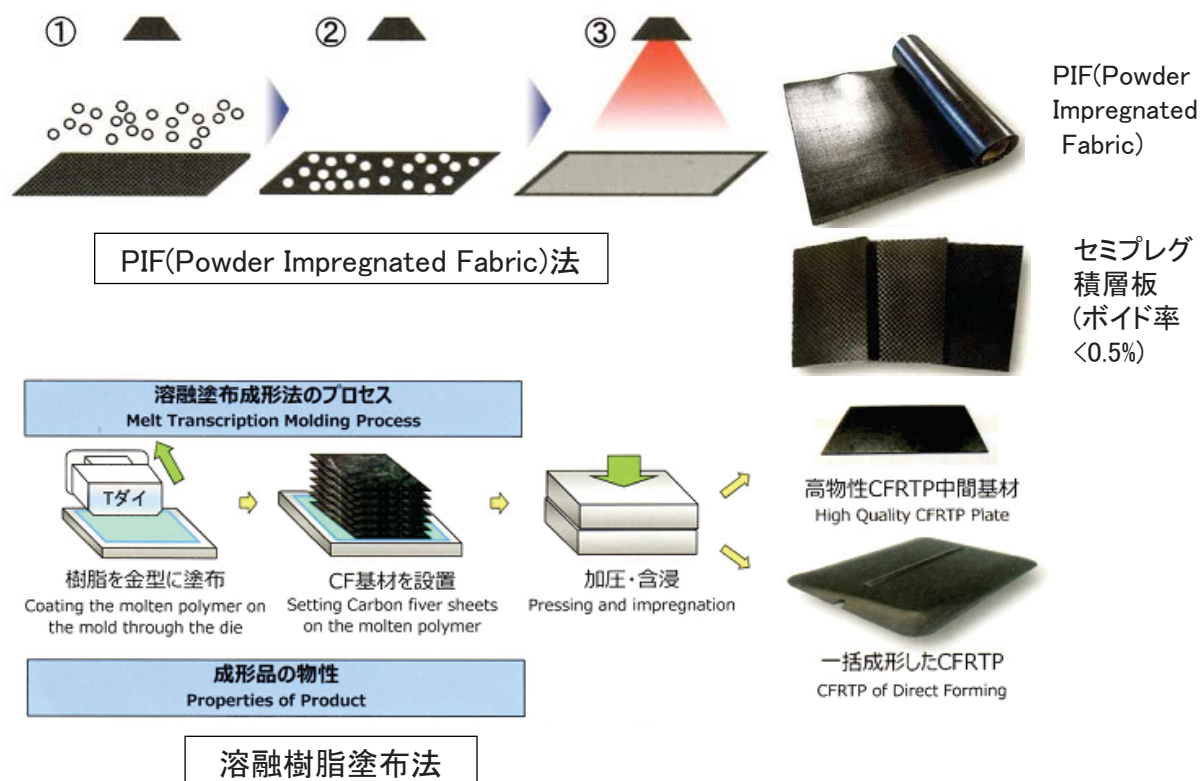 ①
②
③
PIF(Powder
Impregnated
Fabric)
PIF(Powder Impregnated Fabric)法
セミプレグ
積層板
(ボイド率
<0.5%)
溶融塗布成形法のプロセス
Melt Transcription Molding Process
Tダイ
樹脂を金型に塗布
Coating the molten polymer on
the mold through the die
CF基材を設置
Setting Carbon fiver sheets
on the molten polymer
加圧・含浸
Pressing and impregnation
高物性CFRTP中間基材
High Quality CFRTP Plate
一括成形したCFRTP
CFRTP of Direct Forming
成形品の物性
Properties of Product
溶融樹脂塗布法